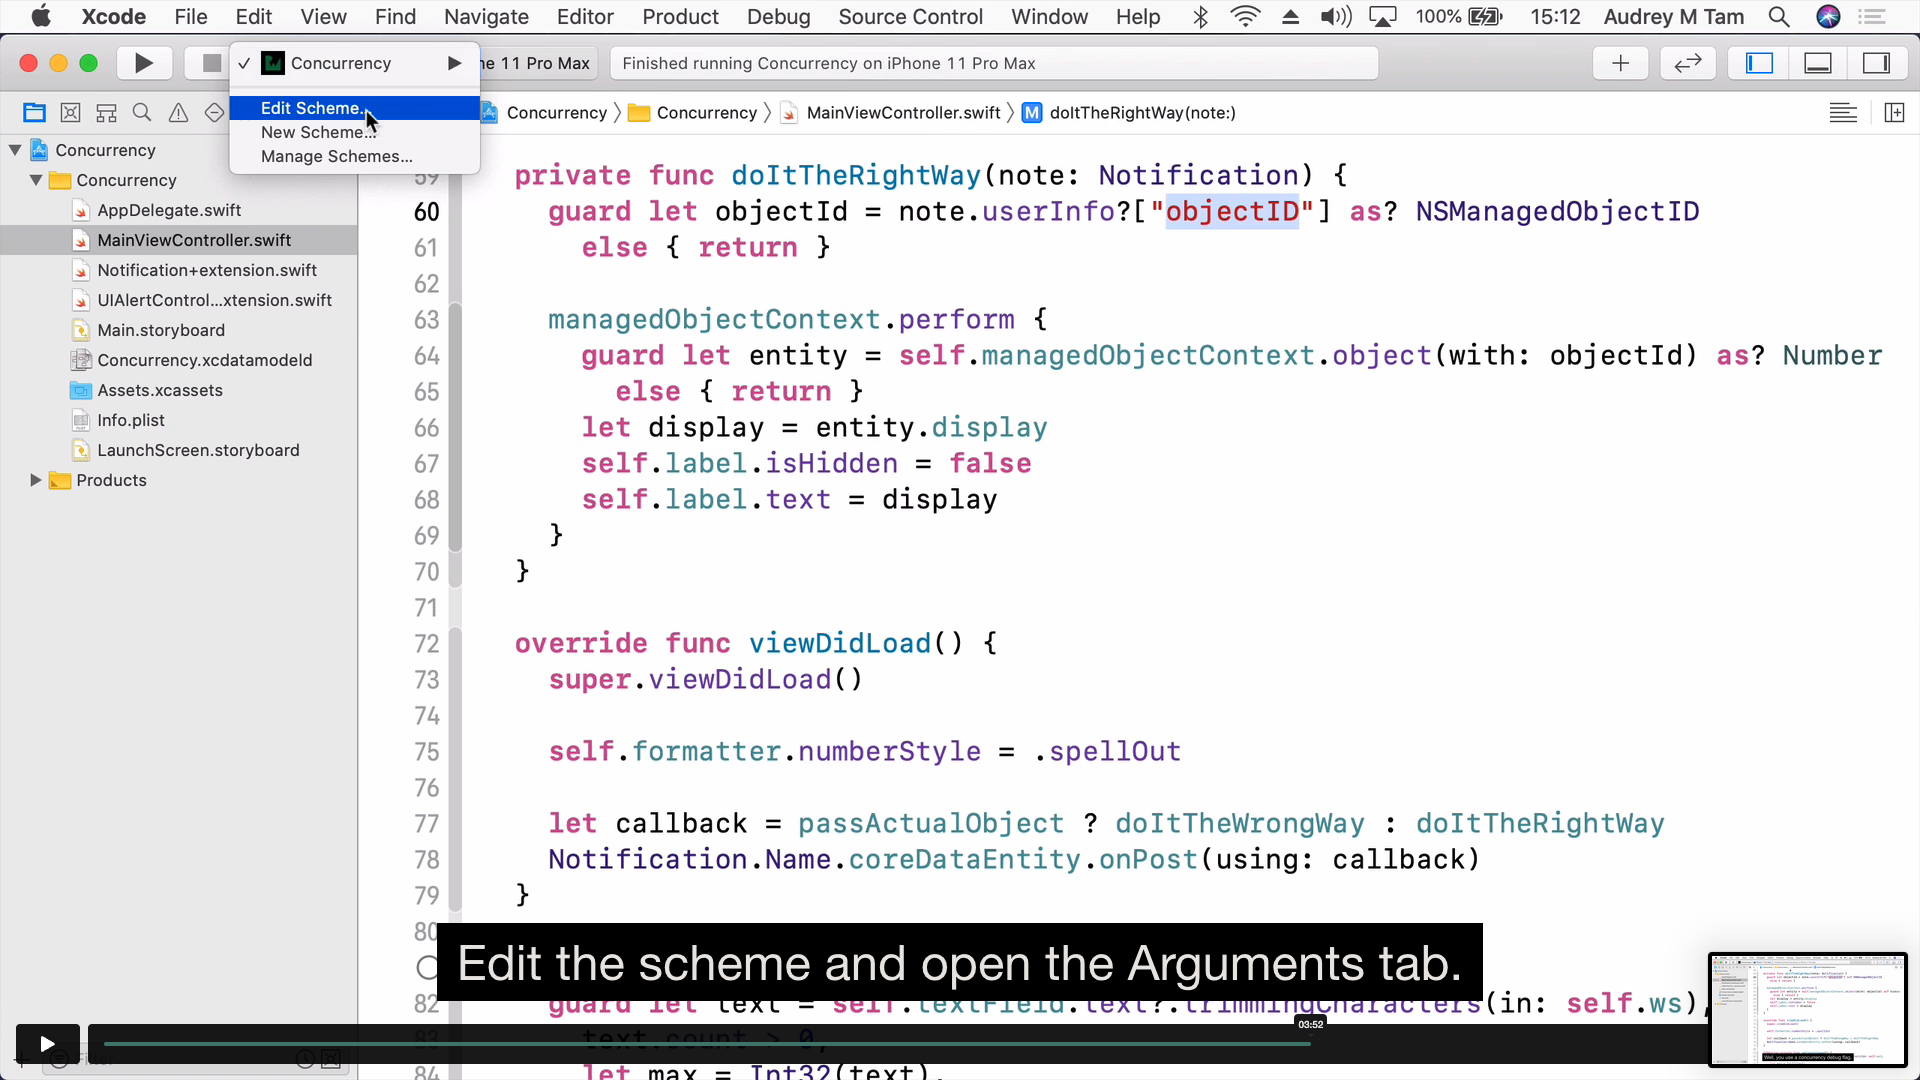 Xcode File Edit View Find Navigate Editor Product Debug Source Control Window Help 100% 15:12 Audrey M Tam
Concurrency
ne 11 Pro Max
Finished running Concurrency on iPhone 11 Pro Max
Edit Scheme...
New Scheme...
Manage Schemes...
Concurrency Concurrency MainViewController.swift M doItTheRightWay(note:)
Concurrency
Concurrency
AppDelegate.swift
MainViewController.swift
Notification+extension.swift
UIAlertControl...xtension.swift
Main.storyboard
Concurrency.xcdatamodeld
Assets.xcassets
Info.plist
LaunchScreen.storyboard
Products
59 private func doItTheRightWay(note: Notification) {
60 guard let objectId = note.userInfo?["objectID"] as? NSManagedObjectID
61 else { return }
62
63 managedObjectContext.perform {
64 guard let entity = self.managedObjectContext.object(with: objectId) as? Number
65 else { return }
66 let display = entity.display
67 self.label.isHidden = false
68 self.label.text = display
69 }
70 }
71
72 override func viewDidLoad() {
73 super.viewDidLoad()
74
75 self.formatter.numberStyle = .spellOut
76
77 let callback = passActualObject ? doItTheWrongWay : doItTheRightWay
78 Notification.Name.coreDataEntity.onPost(using: callback)
79 }
80
Edit the scheme and open the Arguments tab.
82 guard let text = self.textField.text?.trimmingCharacters(in: self.ws),
83 text.count > 0,
84 let max = Int32(text),
03:52
Filter
Well, you use a concurrency debug flag.